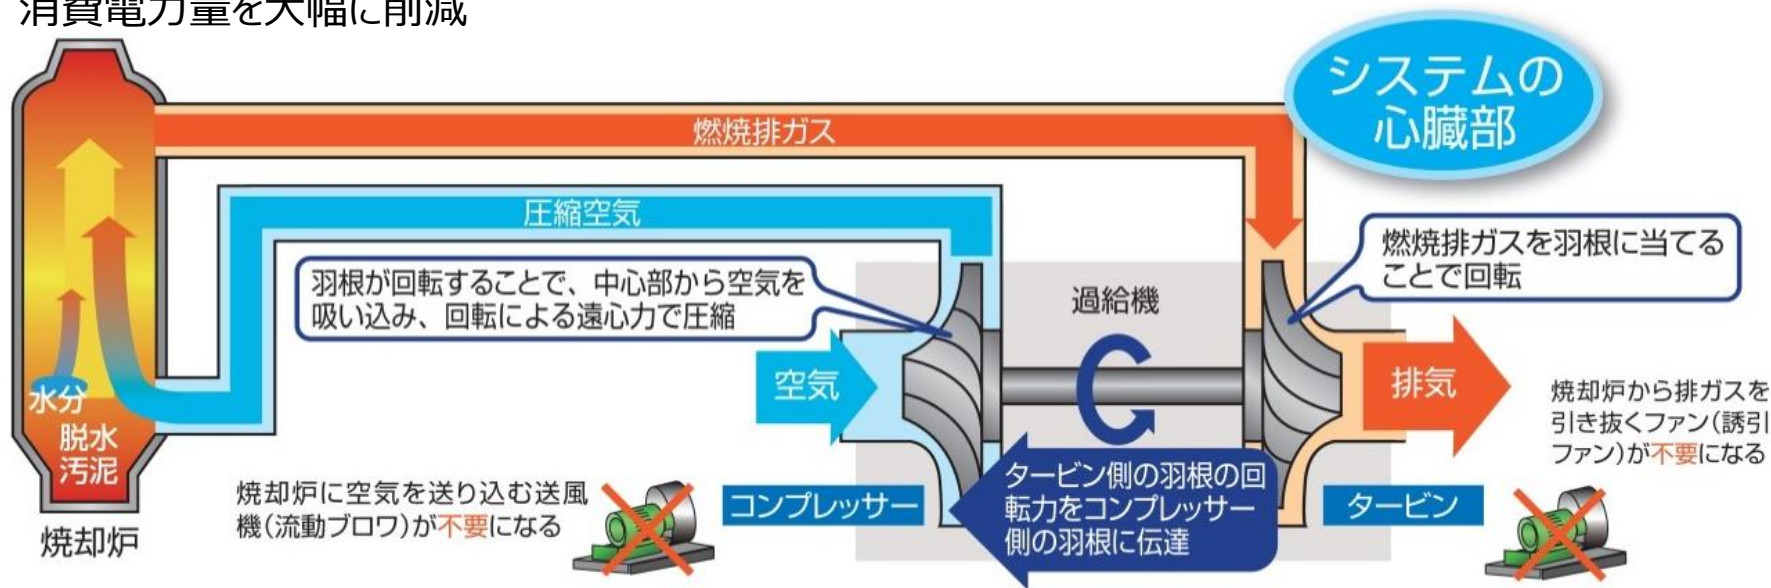 消費電力量を大幅に削減
システムの
心臓部
燃焼排ガス
圧縮空気
燃焼排ガスを羽根に当てる
ことで回転
羽根が回転することで、中心部から空気を
吸い込み、回転による遠心力で圧縮
過給機
空気
排気
水分
脱水
汚泥
焼却炉
焼却炉から排ガスを
引き抜くファン(誘引
ファン)が不要になる
焼却炉に空気を送り込む送風
機(流動ブロワ)が不要になる
コンプレッサー
タービン側の羽根の回
転力をコンプレッサー
側の羽根に伝達
タービン